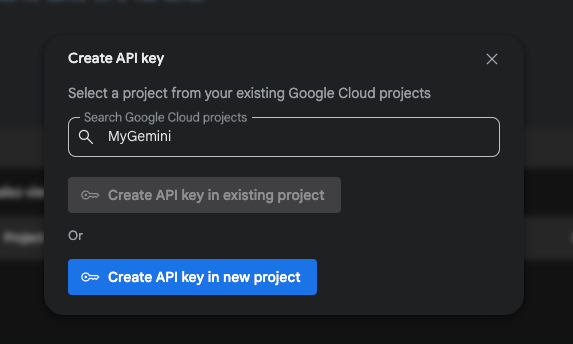 Create API key
Select a project from your existing Google Cloud projects
Search Google Cloud projects
MyGemini
Create API key in existing project
Or
Create API key in new project
Project